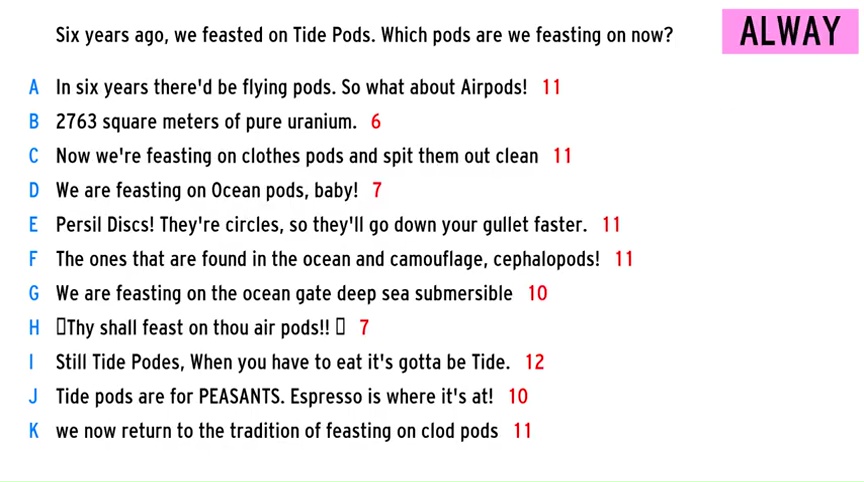 Six years ago, we feasted on Tide Pods. Which pods are we feasting on now?
ALWAY
A In six years there'd be flying pods. So what about Airpods! 11
B 2763 square meters of pure uranium. 6
C Now we're feasting on clothes pods and spit them out clean 11
D We are feasting on Ocean pods, baby! 7
E Persil Discs! They're circles, so they'll go down your gullet faster. 11
F The ones that are found in the ocean and camouflage, cephalopods! 11
G We are feasting on the ocean gate deep sea submersible 10
H ▯Thy shall feast on thou air pods!! ▯ 7
I Still Tide Podes, When you have to eat it's gotta be Tide. 12
J Tide pods are for PEASANTS. Espresso is where it's at! 10
K we now return to the tradition of feasting on clod pods 11